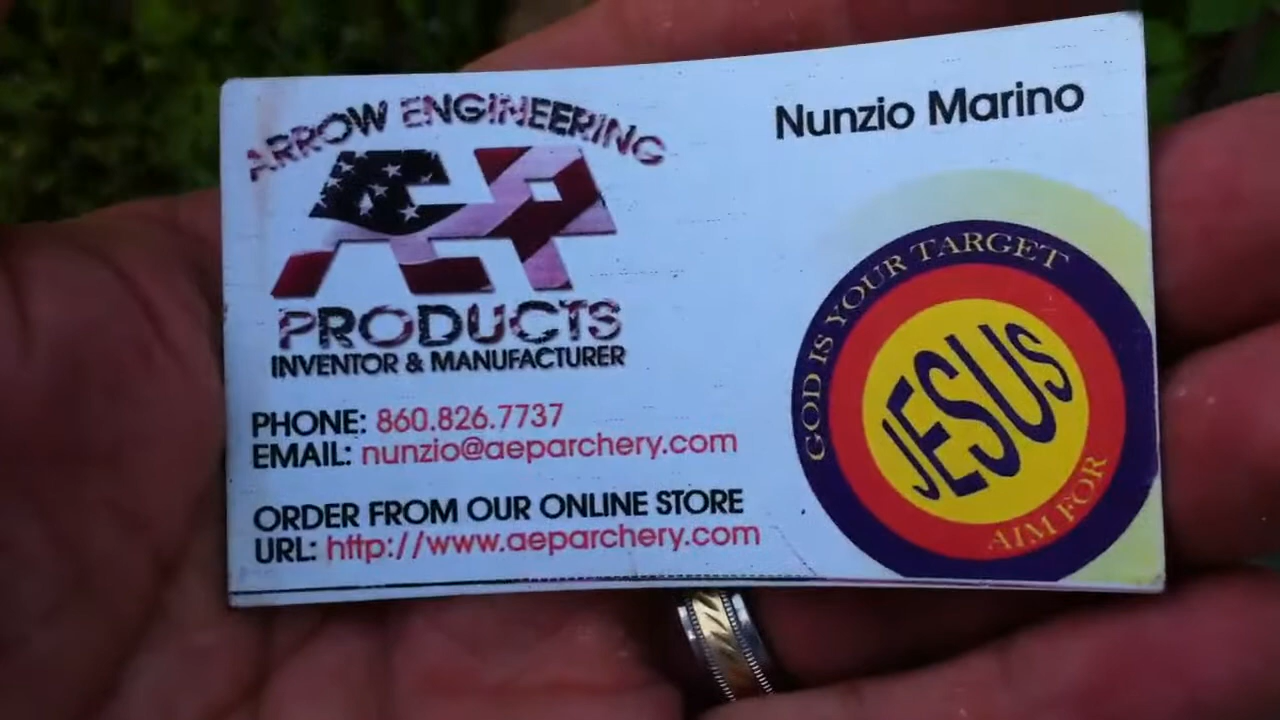 ARROW ENGINEERING
AEP
PRODUCTS
INVENTOR & MANUFACTURER
PHONE: 860.826.7737
EMAIL: nunzio@aeparchery.com
ORDER FROM OUR ONLINE STORE
URL: http://www.aeparchery.com
Nunzio Marino
GOD IS YOUR TARGET
JESUS
AIM FOR